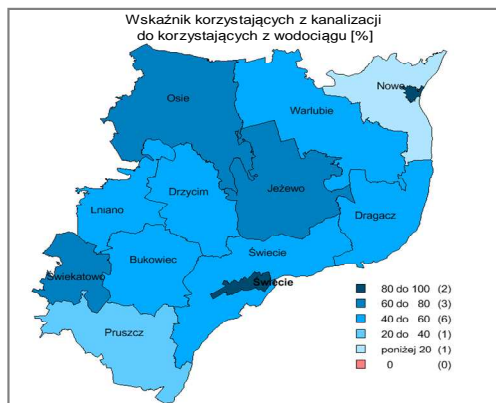 Wskaźnik korzystających z kanalizacji
do korzystających z wodociągu [%]
Nowe
Osie
Warlubie
Drzycim
Jeżewo
Lniano
Dragacz
Świecie
Bukowiec
Świekatowo
Świecie
Pruszcz
80 do 100 (2)
60 do 80 (3)
40 do 60 (6)
20 do 40 (1)
poniżej 20 (1)
0 (0)